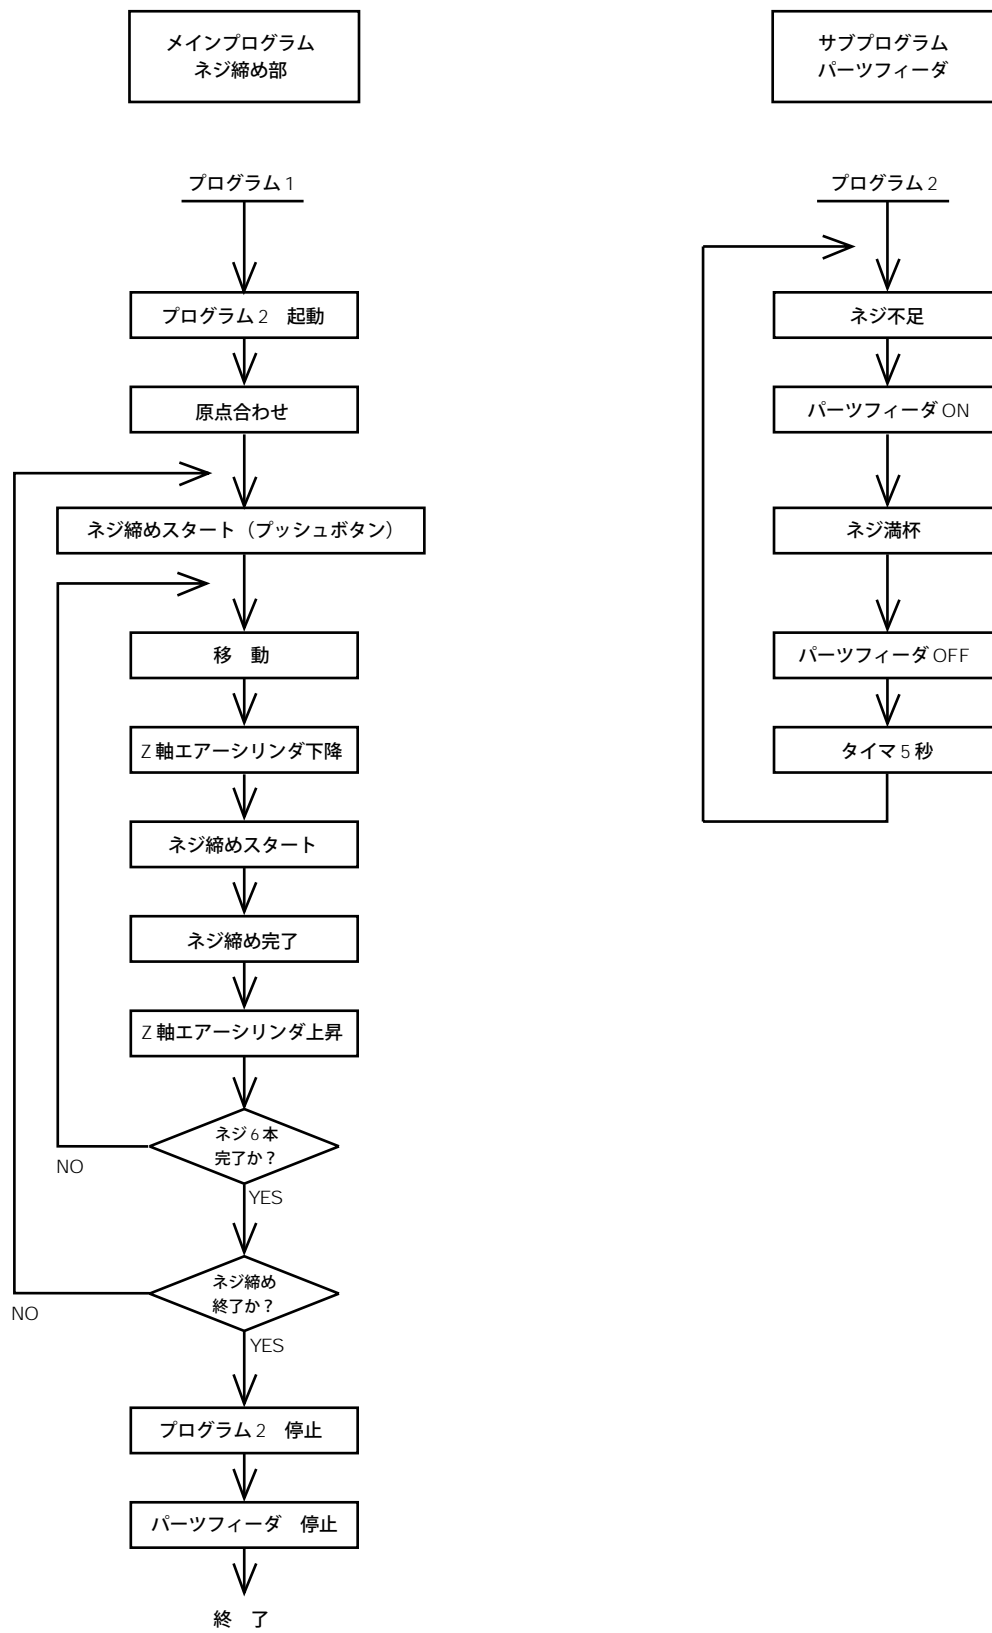 メインプログラム
ネジ締め部
プログラム 1
プログラム 2　起動
原点合わせ
ネジ締めスタート（プッシュボタン）
移　動
Z 軸エアーシリンダ下降
ネジ締めスタート
ネジ締め完了
Z 軸エアーシリンダ上昇
ネジ 6 本
完了か？
NO
YES
ネジ締め
終了か？
NO
YES
プログラム 2　停止
パーツフィーダ　停止
終　了
サブプログラム
パーツフィーダ
プログラム 2
ネジ不足
パーツフィーダ ON
ネジ満杯
パーツフィーダ OFF
タイマ 5 秒